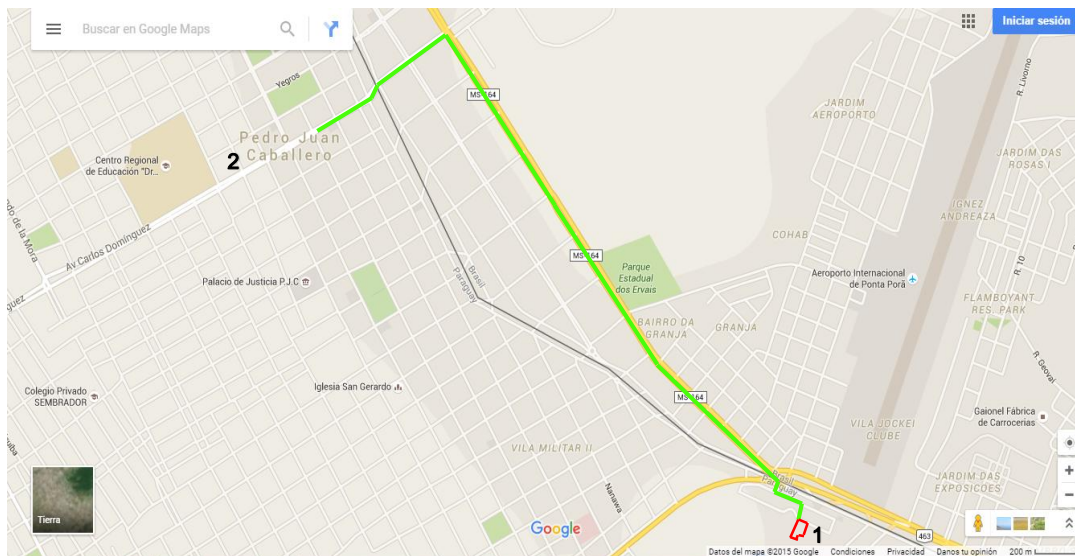 Buscar en Google Maps
Iniciar sesión
Yegros
MS-164
R. Livorno
JARDIM
AEROPORTO
Pedro Juan
Caballero
2
Centro Regional
de Educación "Dr...
JARDIM DAS
ROSAS I
IGNEZ
ANDREAZA
Av Carlos Domínguez
COHAB
MS-164
Brasil
Paraguay
Parque
Estadual
dos Ervais
Palacio de Justicia P.J.C
Aeroporto Internacional
de Ponta Porã
R. 10
FLAMBOYANT
RES. PARK
BAIRRO DA
GRANJA
GRANJA
R. Geovai
Iglesia San Gerardo
Colegio Privado
SEMBRADOR
MS-164
Gaionel Fábrica
de Carrocerias
VILA JOCKEI
CLUBE
VILA MILITAR II
Brasil
Paraguay
JARDIM DAS
EXPOSIÇOES
Nanawa
Tierra
Google
1
463
Datos del mapa ©2015 Google Condiciones Privacidad Danos tu opinión 200 m